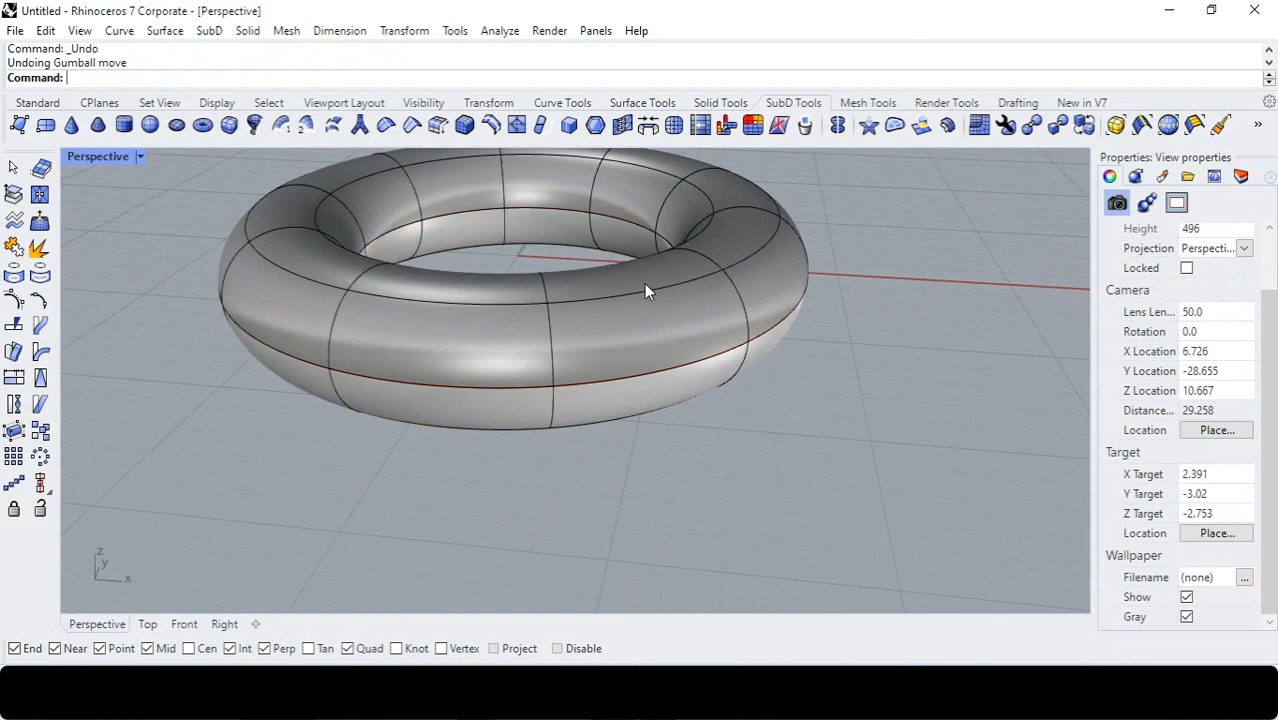 Untitled - Rhinoceros 7 Corporate - [Perspective]
File Edit View Curve Surface SubD Solid Mesh Dimension Transform Tools Analyze Render Panels Help
Command: _Undo
Undoing Gumball move
Command:
Standard CPlanes Set View Display Select Viewport Layout Visibility Transform Curve Tools Surface Tools Solid Tools SubD Tools Mesh Tools Render Tools Drafting New in V7
Perspective
Properties: View properties
Height 496
Projection Perspecti...
Locked
Camera
Lens Len... 50.0
Rotation 0.0
X Location 6.726
Y Location -28.655
Z Location 10.667
Distance... 29.258
Location Place...
Target
X Target 2.391
Y Target -3.02
Z Target -2.753
Location Place...
Wallpaper
Filename (none) ...
Show
Gray
z
y
x
Perspective Top Front Right
End Near Point Mid Cen Int Perp Tan Quad Knot Vertex Project Disable